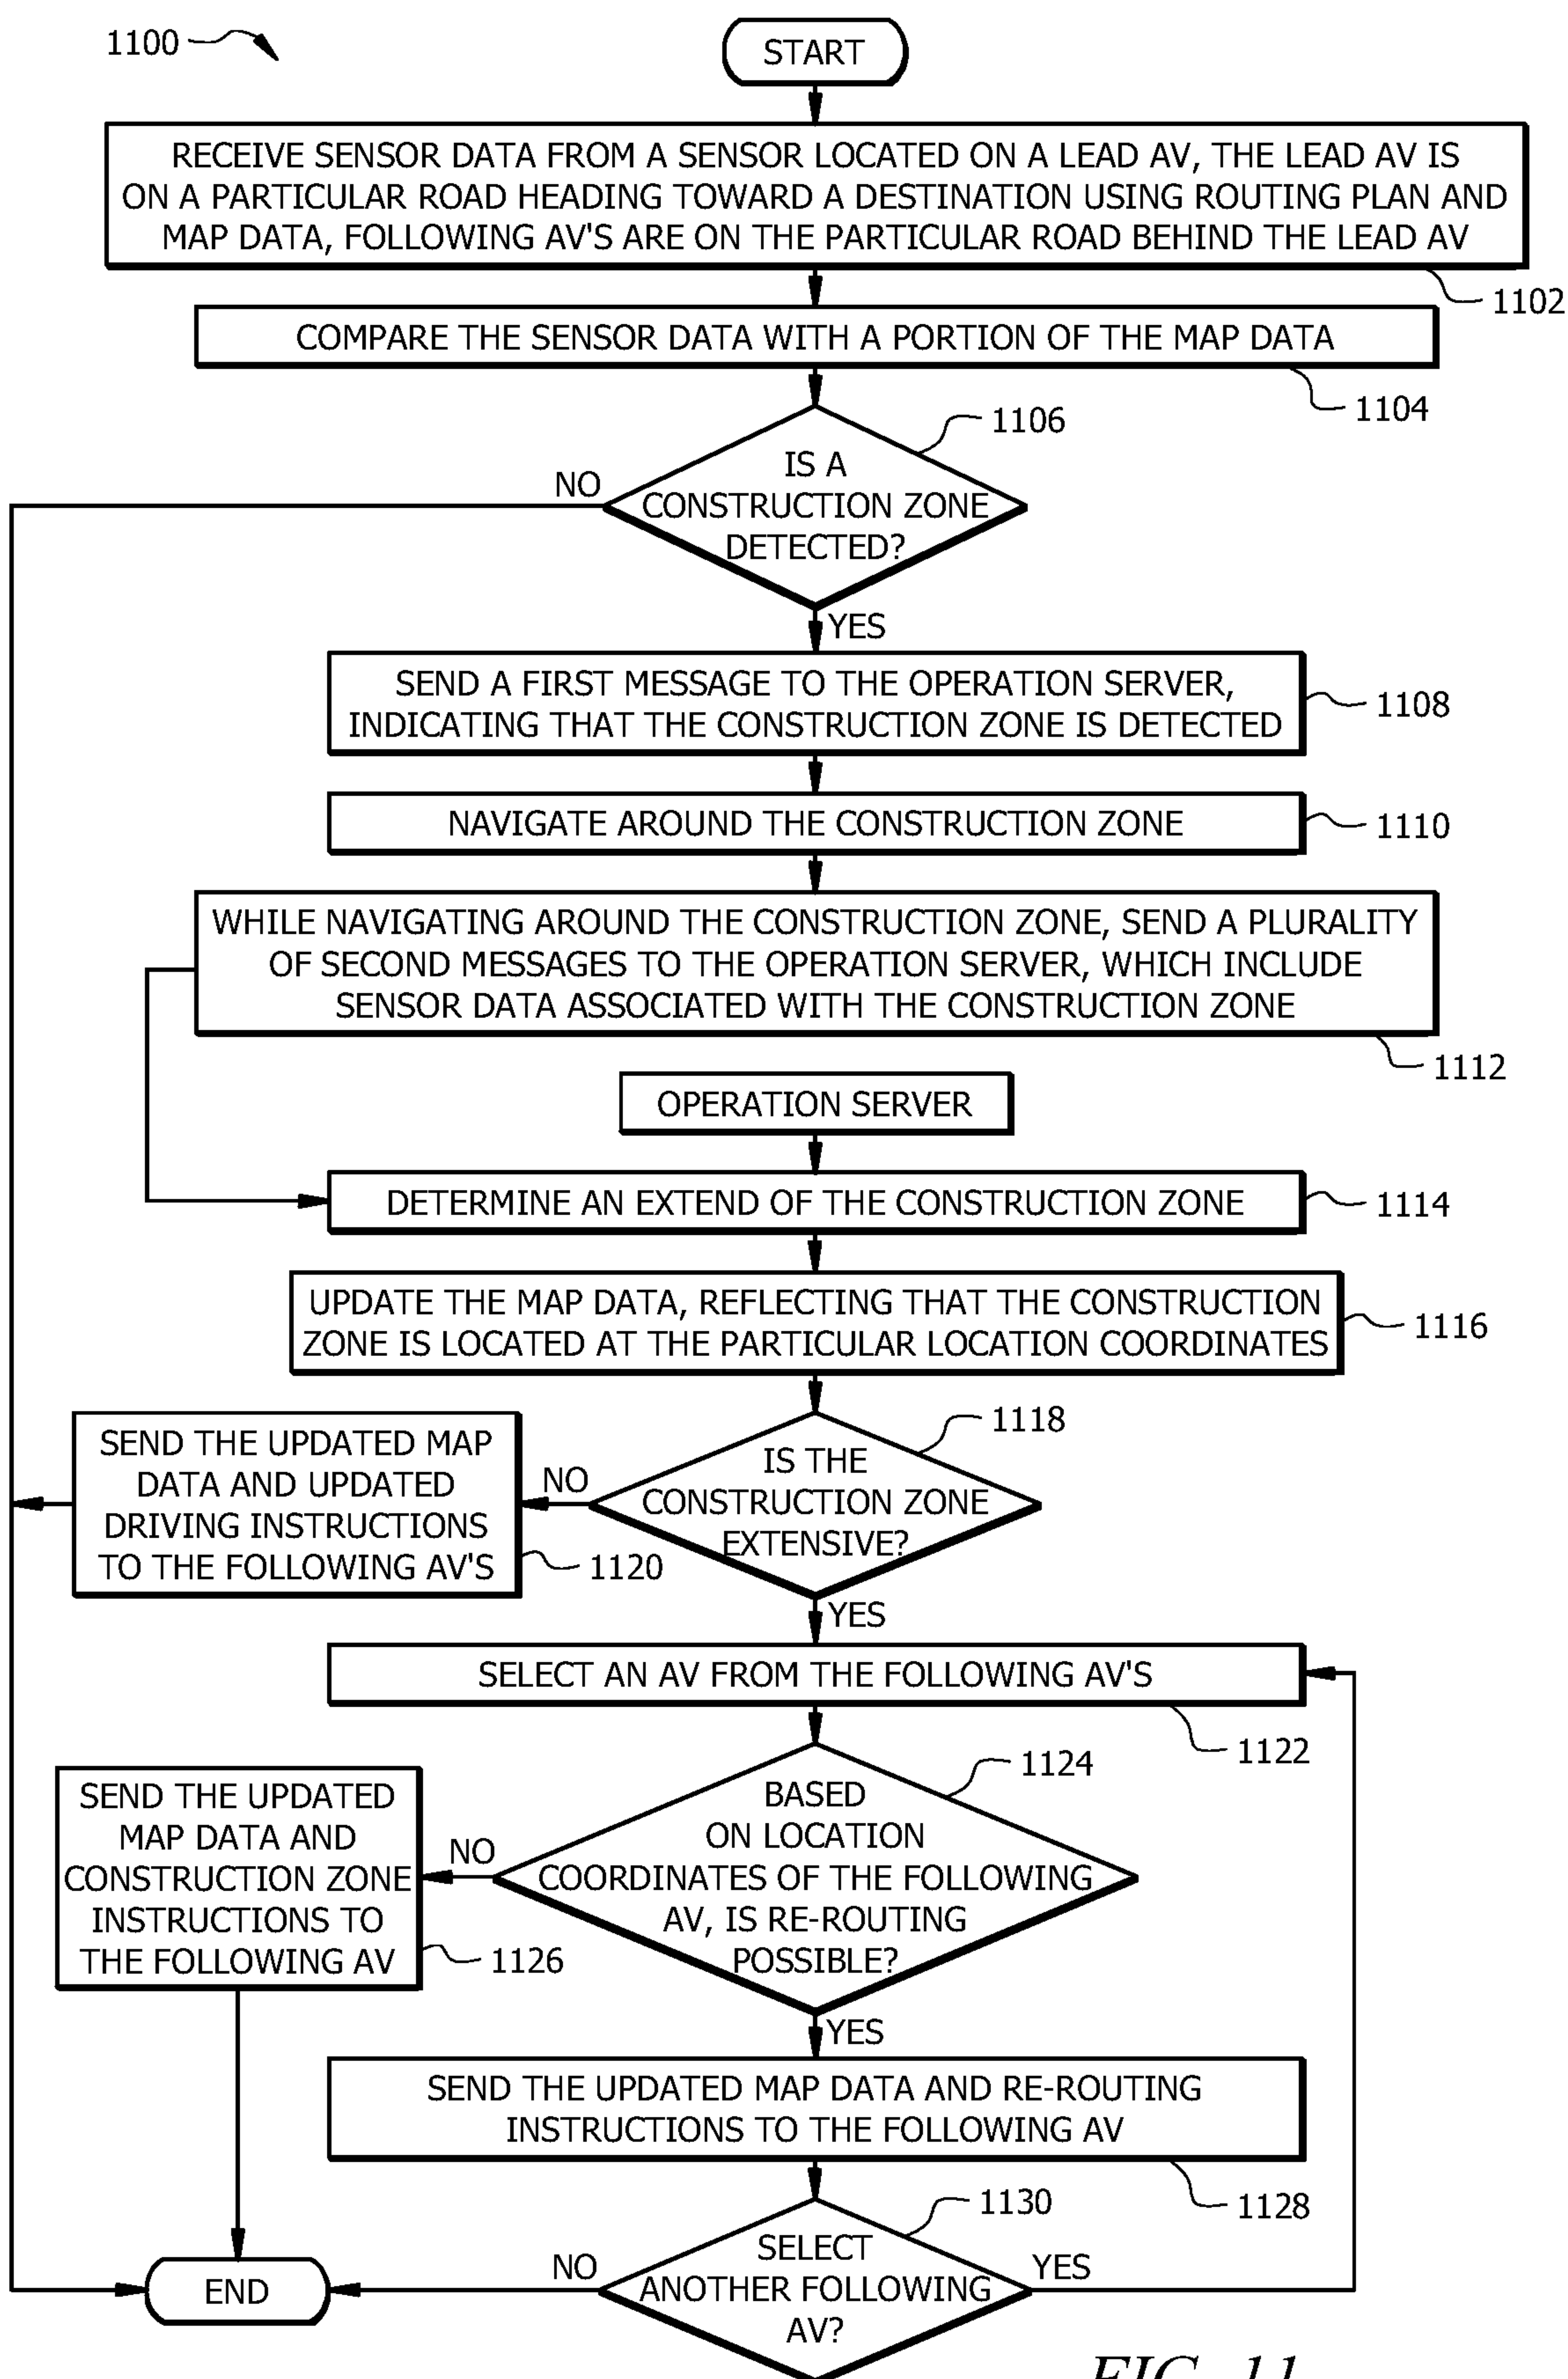 1100
START
RECEIVE SENSOR DATA FROM A SENSOR LOCATED ON A LEAD AV, THE LEAD AV IS
ON A PARTICULAR ROAD HEADING TOWARD A DESTINATION USING ROUTING PLAN AND
MAP DATA, FOLLOWING AV'S ARE ON THE PARTICULAR ROAD BEHIND THE LEAD AV
1102
COMPARE THE SENSOR DATA WITH A PORTION OF THE MAP DATA
1104
1106
IS A
CONSTRUCTION ZONE
DETECTED?
NO
YES
SEND A FIRST MESSAGE TO THE OPERATION SERVER,
INDICATING THAT THE CONSTRUCTION ZONE IS DETECTED
1108
NAVIGATE AROUND THE CONSTRUCTION ZONE
1110
WHILE NAVIGATING AROUND THE CONSTRUCTION ZONE, SEND A PLURALITY
OF SECOND MESSAGES TO THE OPERATION SERVER, WHICH INCLUDE
SENSOR DATA ASSOCIATED WITH THE CONSTRUCTION ZONE
1112
OPERATION SERVER
DETERMINE AN EXTEND OF THE CONSTRUCTION ZONE
1114
UPDATE THE MAP DATA, REFLECTING THAT THE CONSTRUCTION
ZONE IS LOCATED AT THE PARTICULAR LOCATION COORDINATES
1116
1118
IS THE
CONSTRUCTION ZONE
EXTENSIVE?
NO
SEND THE UPDATED MAP
DATA AND UPDATED
DRIVING INSTRUCTIONS
TO THE FOLLOWING AV'S
1120
YES
SELECT AN AV FROM THE FOLLOWING AV'S
1122
1124
BASED
ON LOCATION
COORDINATES OF THE FOLLOWING
AV, IS RE-ROUTING
POSSIBLE?
NO
SEND THE UPDATED
MAP DATA AND
CONSTRUCTION ZONE
INSTRUCTIONS TO
THE FOLLOWING AV
1126
YES
SEND THE UPDATED MAP DATA AND RE-ROUTING
INSTRUCTIONS TO THE FOLLOWING AV
1128
1130
SELECT
ANOTHER FOLLOWING
AV?
NO
YES
END
FIG. 11